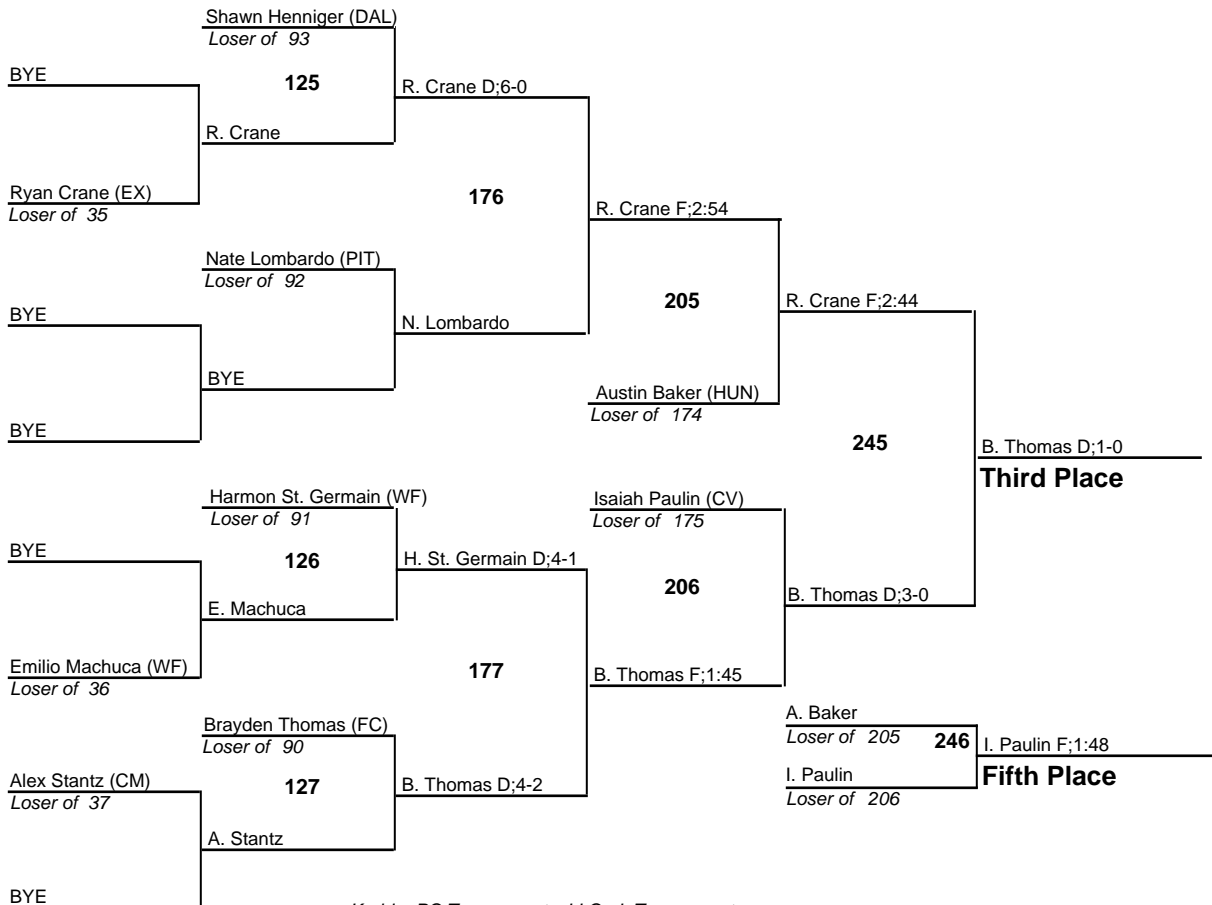 Shawn Henniger (DAL)
Loser of 93
BYE
125
R. Crane D;6-0
R. Crane
Ryan Crane (EX)
Loser of 35
176
R. Crane F;2:54
Nate Lombardo (PIT)
Loser of 92
BYE
N. Lombardo
205
R. Crane F;2:44
BYE
Austin Baker (HUN)
Loser of 174
BYE
245
B. Thomas D;1-0
Third Place
Harmon St. Germain (WF)
Loser of 91
Isaiah Paulin (CV)
Loser of 175
BYE
126
H. St. Germain D;4-1
206
E. Machuca
B. Thomas D;3-0
Emilio Machuca (WF)
Loser of 36
177
B. Thomas F;1:45
Brayden Thomas (FC)
Loser of 90
A. Baker
Loser of 205
246
I. Paulin F;1:48
Fifth Place
Alex Stantz (CM)
Loser of 37
127
B. Thomas D;4-2
I. Paulin
Loser of 206
A. Stantz
BYE